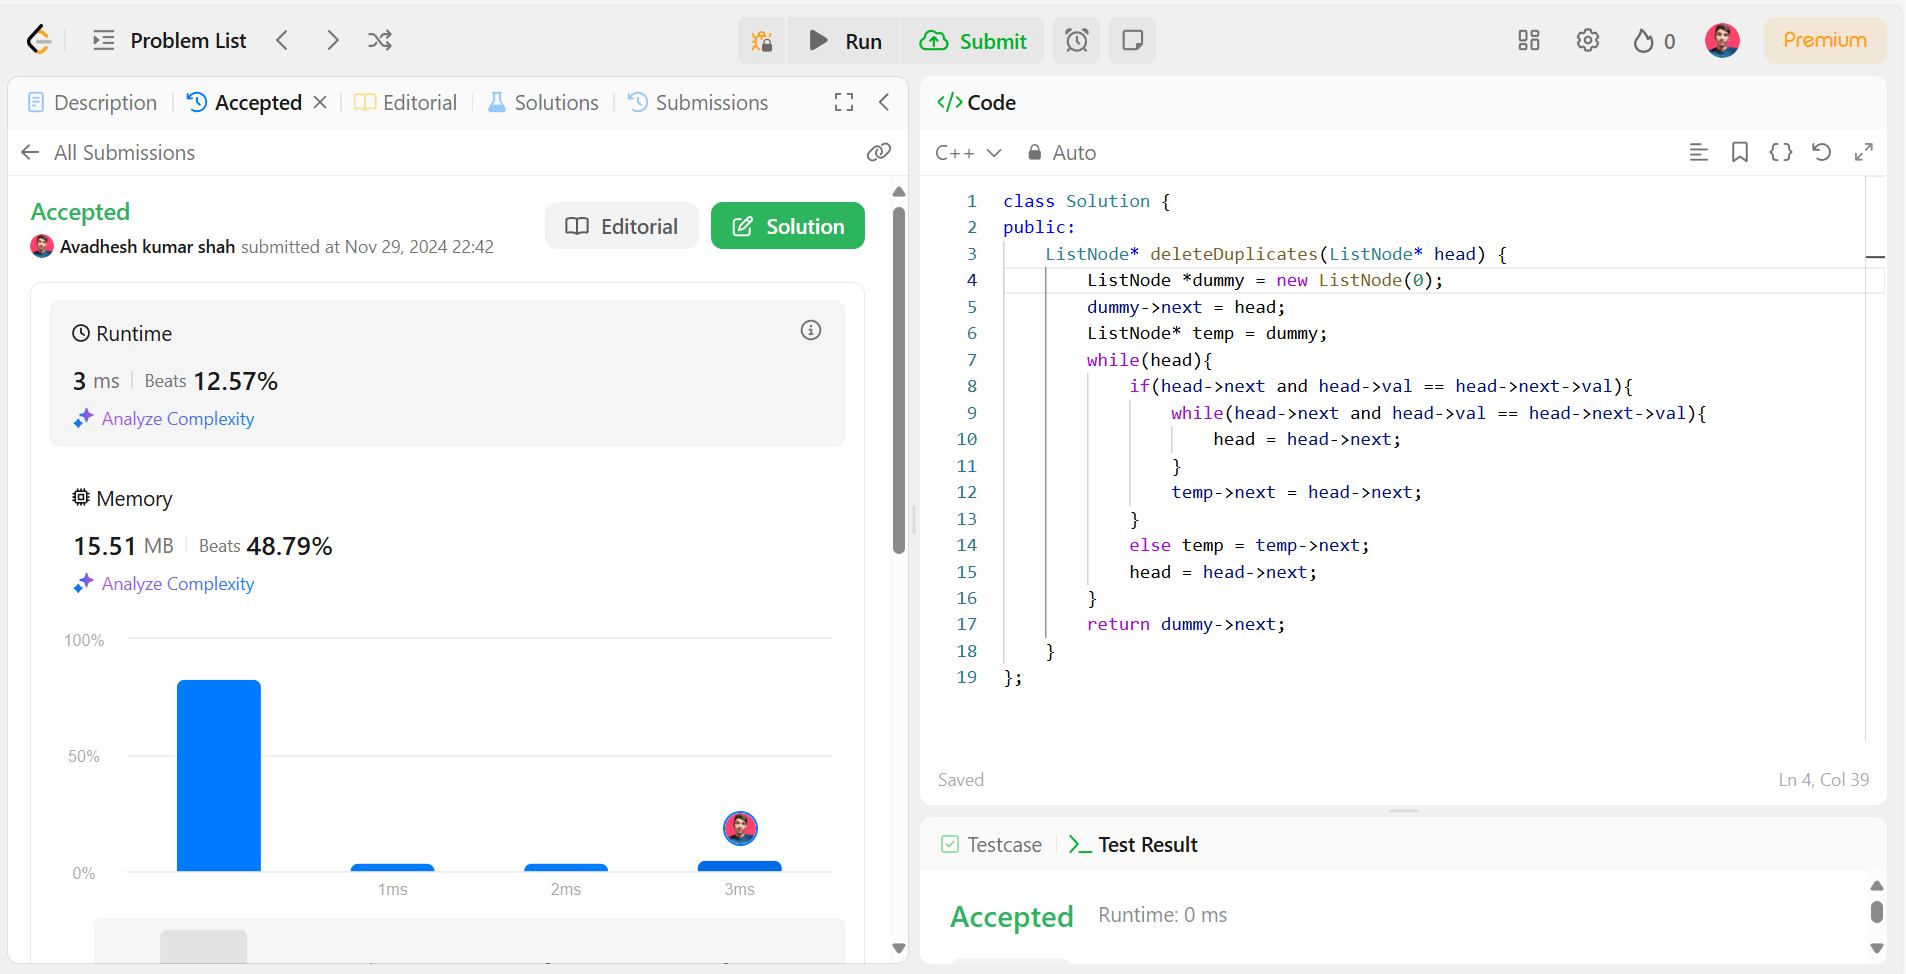 Problem List
Run
Submit
0
Premium
Description
Accepted
Editorial
Solutions
Submissions
All Submissions
Accepted
Editorial
Solution
Avadhesh kumar shah submitted at Nov 29, 2024 22:42
Runtime
3 ms
Beats 12.57%
Analyze Complexity
Memory
15.51 MB
Beats 48.79%
Analyze Complexity
100%
50%
0%
1ms
2ms
3ms
</> Code
C++
Auto
1 class Solution {
2 public:
3 ListNode* deleteDuplicates(ListNode* head) {
4 ListNode *dummy = new ListNode(0);
5 dummy->next = head;
6 ListNode* temp = dummy;
7 while(head){
8 if(head->next and head->val == head->next->val){
9 while(head->next and head->val == head->next->val){
10 head = head->next;
11 }
12 temp->next = head->next;
13 }
14 else temp = temp->next;
15 head = head->next;
16 }
17 return dummy->next;
18 }
19 };
Saved
Ln 4, Col 39
Testcase
Test Result
Accepted
Runtime: 0 ms